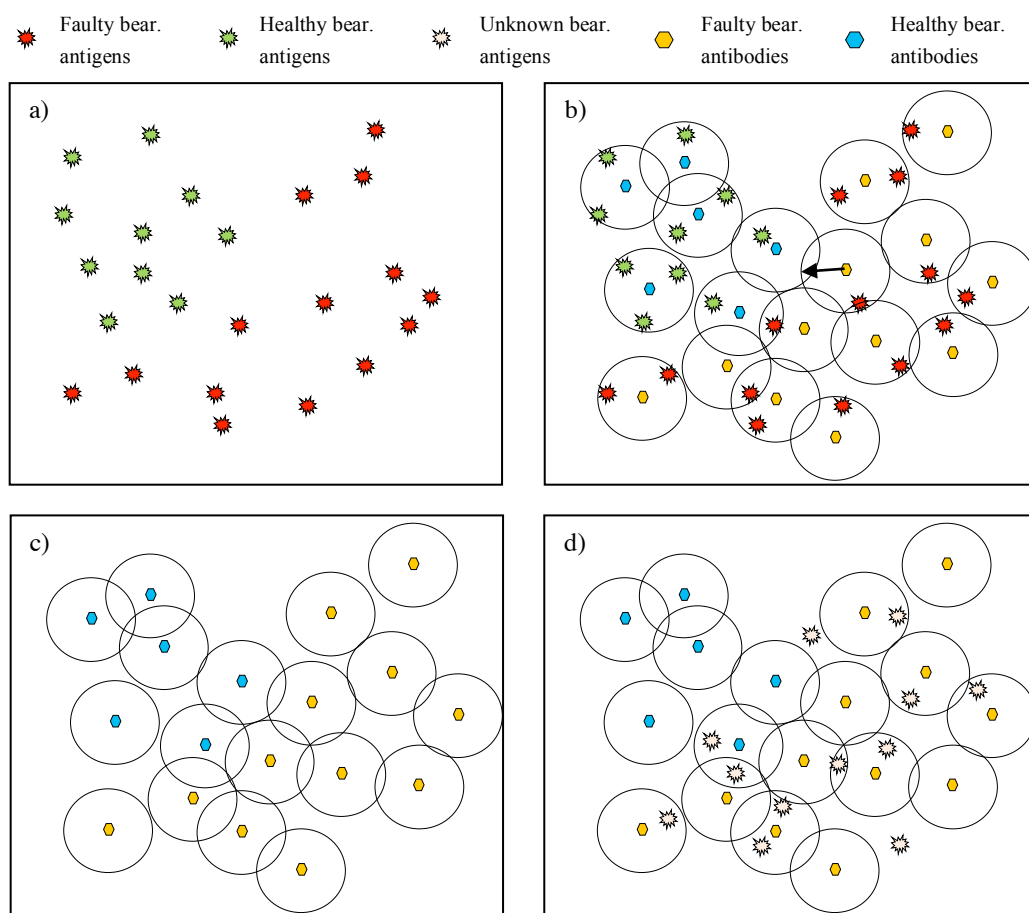 Faulty bear. antigens
Healthy bear. antigens
Unknown bear. antigens
Faulty bear. antibodies
Healthy bear. antibodies
a)
b)
c)
d)